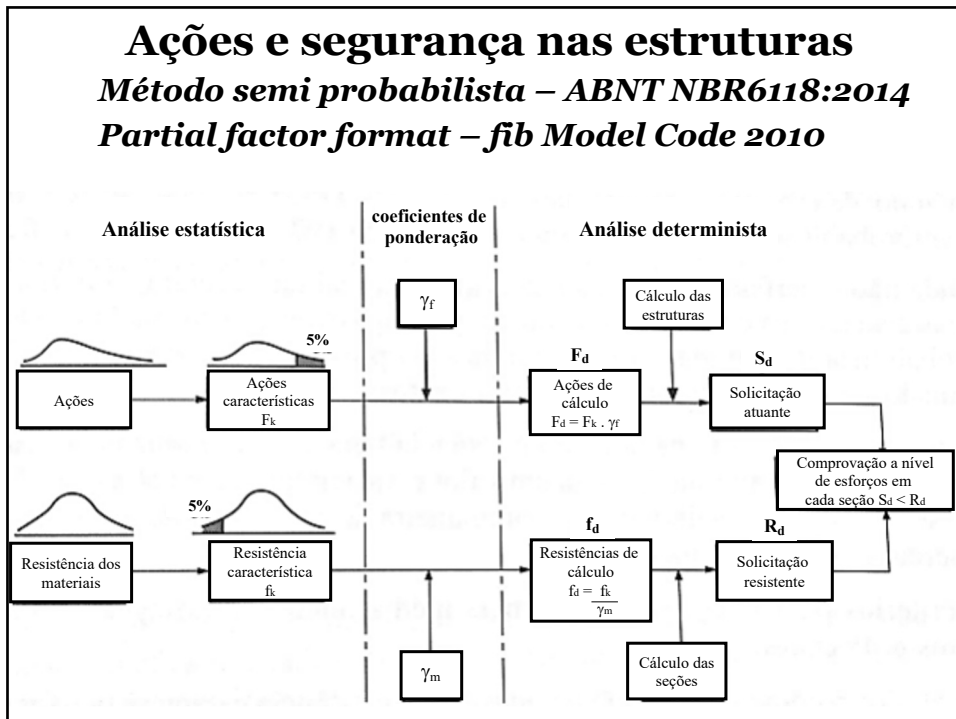 Ações e segurança nas estruturas
Método semi probabilista – ABNT NBR6118:2014
Partial factor format – fib Model Code 2010
Análise estatística
coeficientes de
ponderação
Análise determinista
γf
Cálculo das
estruturas
5%
Fd
Sd
Ações
Ações
características
Fk
Ações de
cálculo
Fd = Fk . γf
Solicitação
atuante
Comprovação a nível
de esforços em
cada seção Sd < Rd
5%
fd
Rd
Resistência dos
materiais
Resistência
característica
fk
Resistências de
cálculo
fd = fk
γm
Solicitação
resistente
γm
Cálculo das
seções